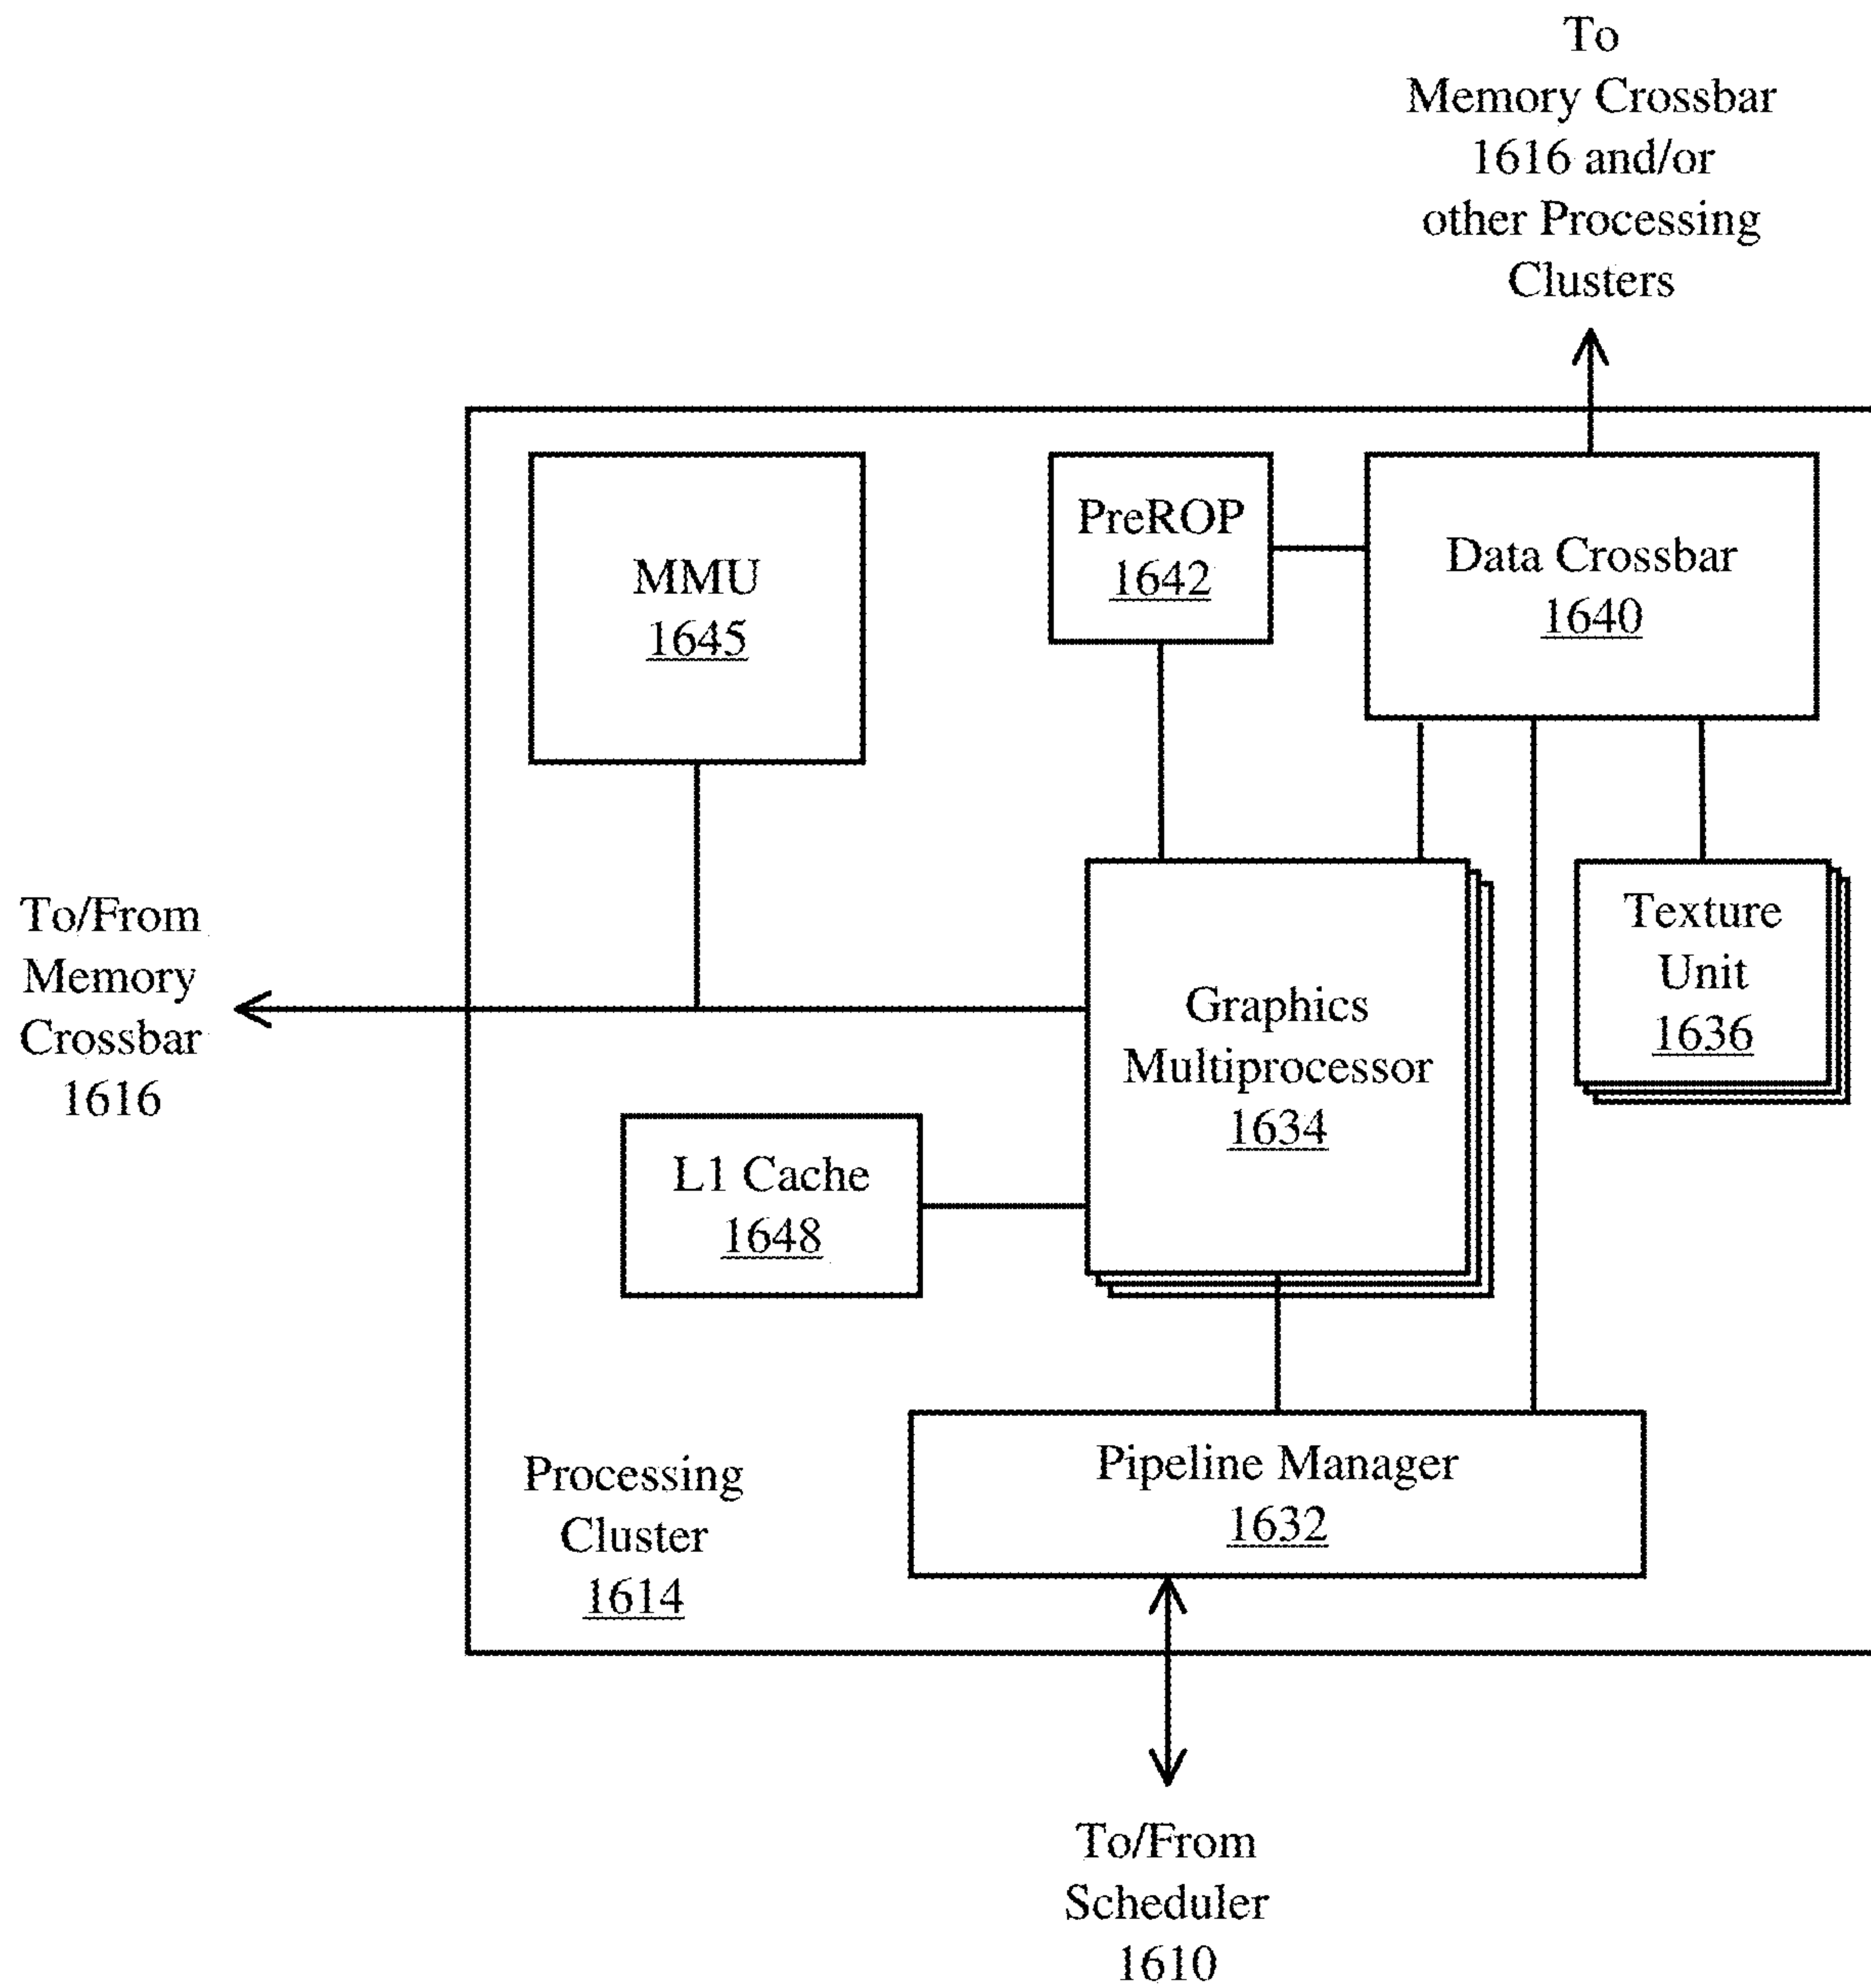 To
Memory Crossbar
1616 and/or
other Processing
Clusters
MMU
1645
PreROP
1642
Data Crossbar
1640
To/From
Memory
Crossbar
1616
Graphics
Multiprocessor
1634
Texture
Unit
1636
L1 Cache
1648
Processing
Cluster
1614
Pipeline Manager
1632
To/From
Scheduler
1610